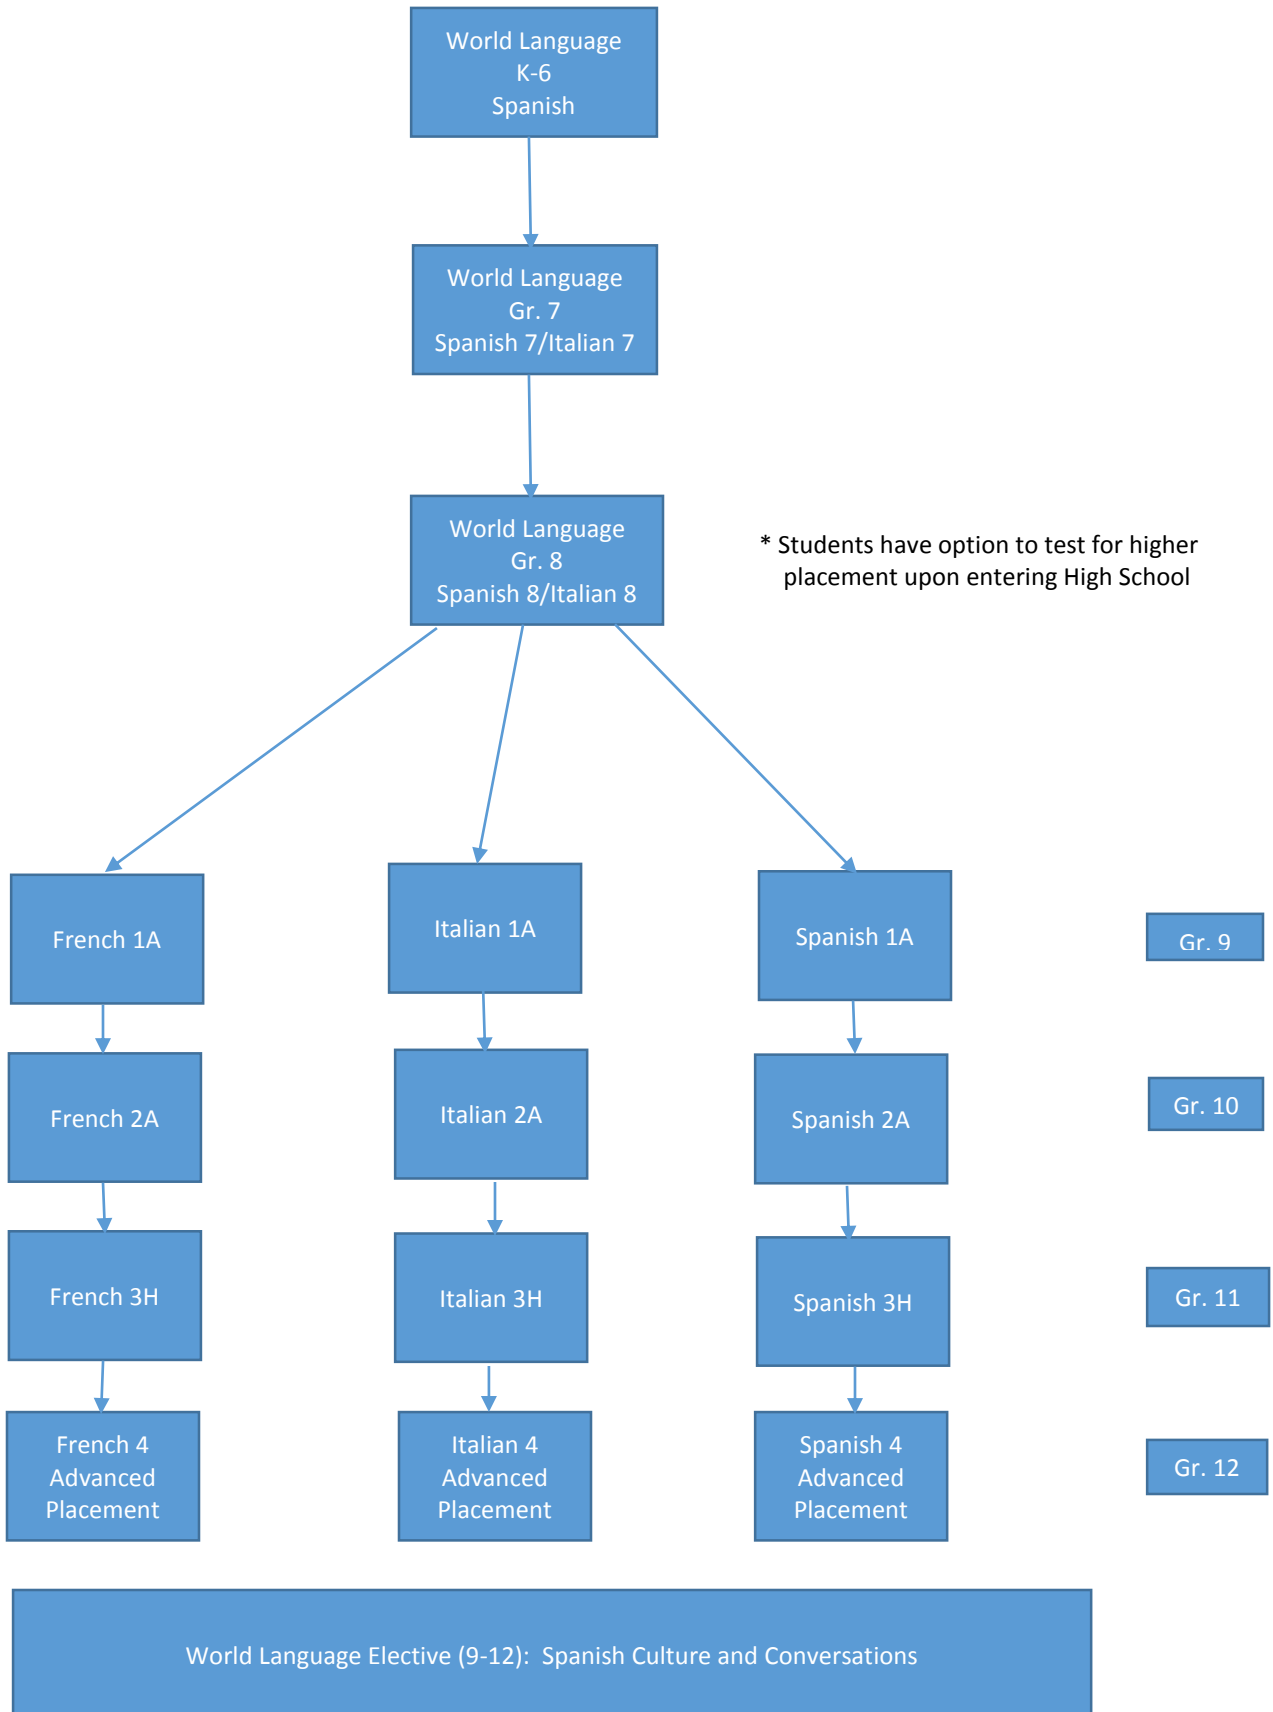 World Language
K-6
Spanish
World Language
Gr. 7
Spanish 7/Italian 7
World Language
Gr. 8
Spanish 8/Italian 8
* Students have option to test for higher
placement upon entering High School
French 1A
Italian 1A
Spanish 1A
Gr. 9
French 2A
Italian 2A
Spanish 2A
Gr. 10
French 3H
Italian 3H
Spanish 3H
Gr. 11
French 4
Advanced
Placement
Italian 4
Advanced
Placement
Spanish 4
Advanced
Placement
Gr. 12
World Language Elective (9-12):  Spanish Culture and Conversations